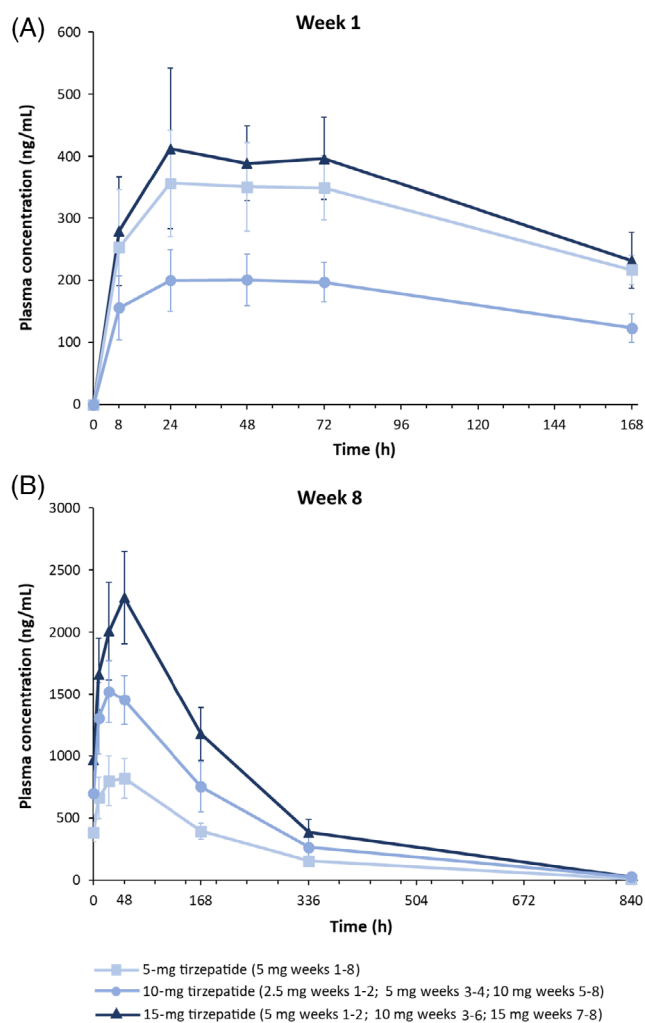 (A)
Week 1
Plasma concentration (ng/mL)
600
500
400
300
200
100
0
0 8 24 48 72 96 120 144 168
Time (h)
(B)
Week 8
Plasma concentration (ng/mL)
3000
2500
2000
1500
1000
500
0
0 48 168 336 504 672 840
Time (h)
5-mg tirzepatide (5 mg weeks 1-8)
10-mg tirzepatide (2.5 mg weeks 1-2; 5 mg weeks 3-4; 10 mg weeks 5-8)
15-mg tirzepatide (5 mg weeks 1-2; 10 mg weeks 3-6; 15 mg weeks 7-8)